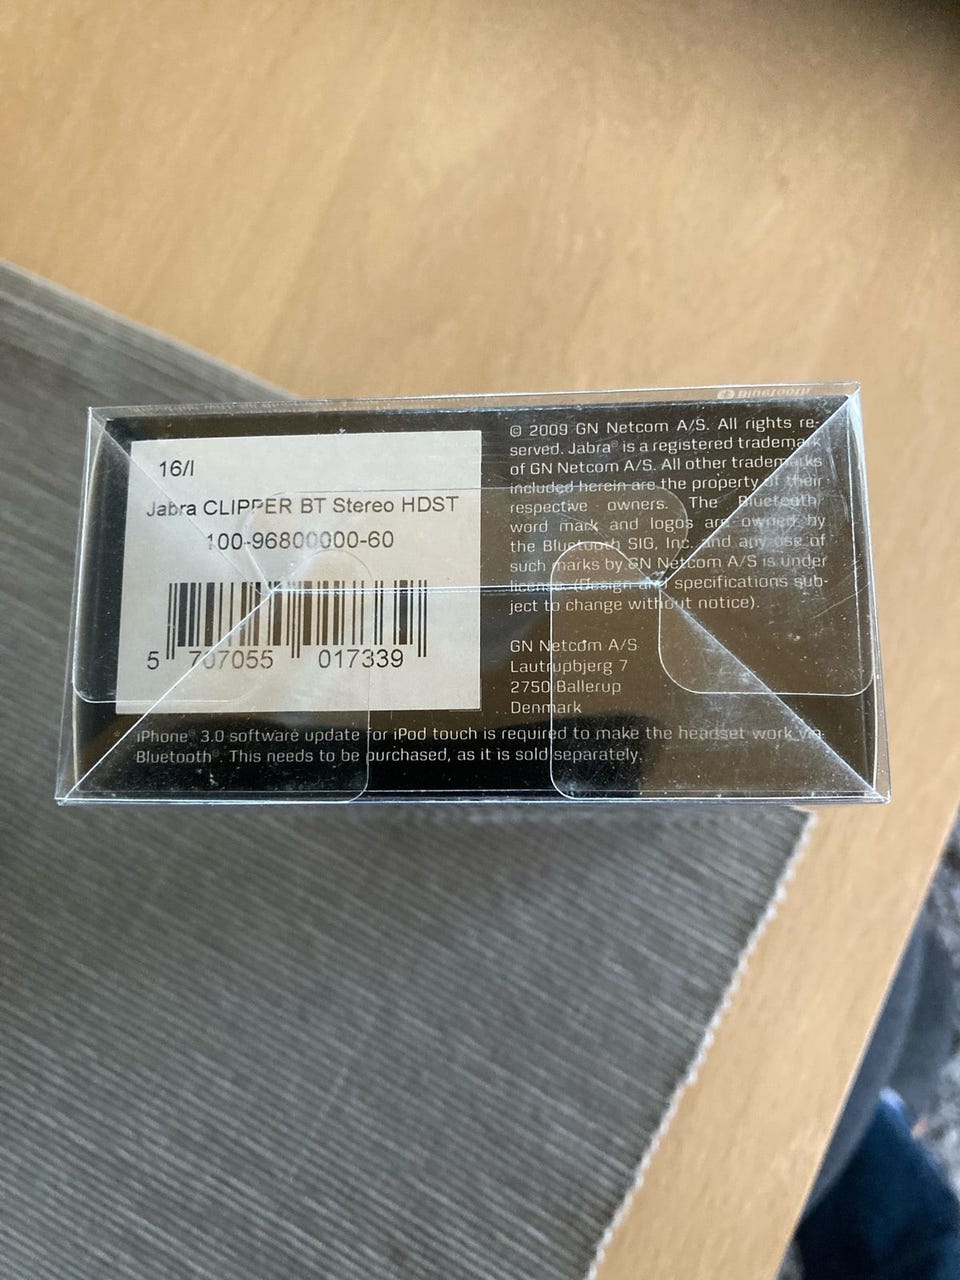 Bluetooth
16/I
Jabra CLIPPER BT Stereo HDST
100-96800000-60
5 707055 017339
© 2009 GN Netcom A/S. All rights re-
served. Jabra® is a registered trademark
of GN Netcom A/S. All other trademarks
included herein are the property of their
respective owners. The Bluetooth
word mark and logos are owned by
the Bluetooth SIG, Inc. and any use of
such marks by GN Netcom A/S is under
license. (Design and specifications sub-
ject to change without notice).
GN Netcom A/S
Lautrupbjerg 7
2750 Ballerup
Denmark
* iPhone® 3.0 software update for iPod touch is required to make the headset work via
Bluetooth®. This needs to be purchased, as it is sold separately.